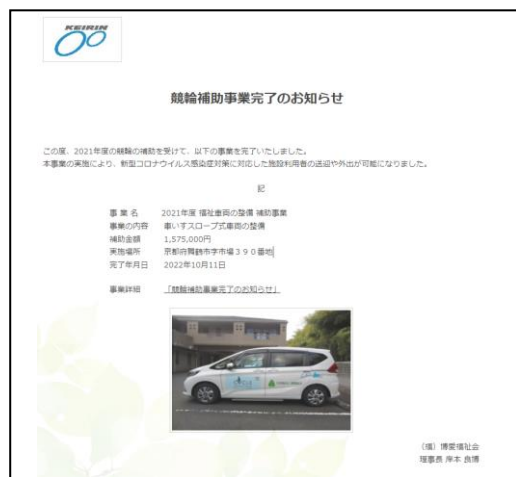 KEIRIN
競輪補助事業完了のお知らせ
この度、2021年度の競輪の補助を受けて、以下の事業を完了いたしました。
本事業の実施により、新型コロナウイルス感染症対策に対応した施設利用者の送迎や外出が可能になりました。
記
事 業 名 2021年度 福祉車両の整備 補助事業
事業の内容 車いすスロープ式車両の整備
補助金額 1,575,000円
実施場所 京都府舞鶴市字市場390番地
完了年月日 2022年10月11日
事業詳細 「競輪補助事業完了のお知らせ」
(福)博愛福祉会
理事長 岸本 良博